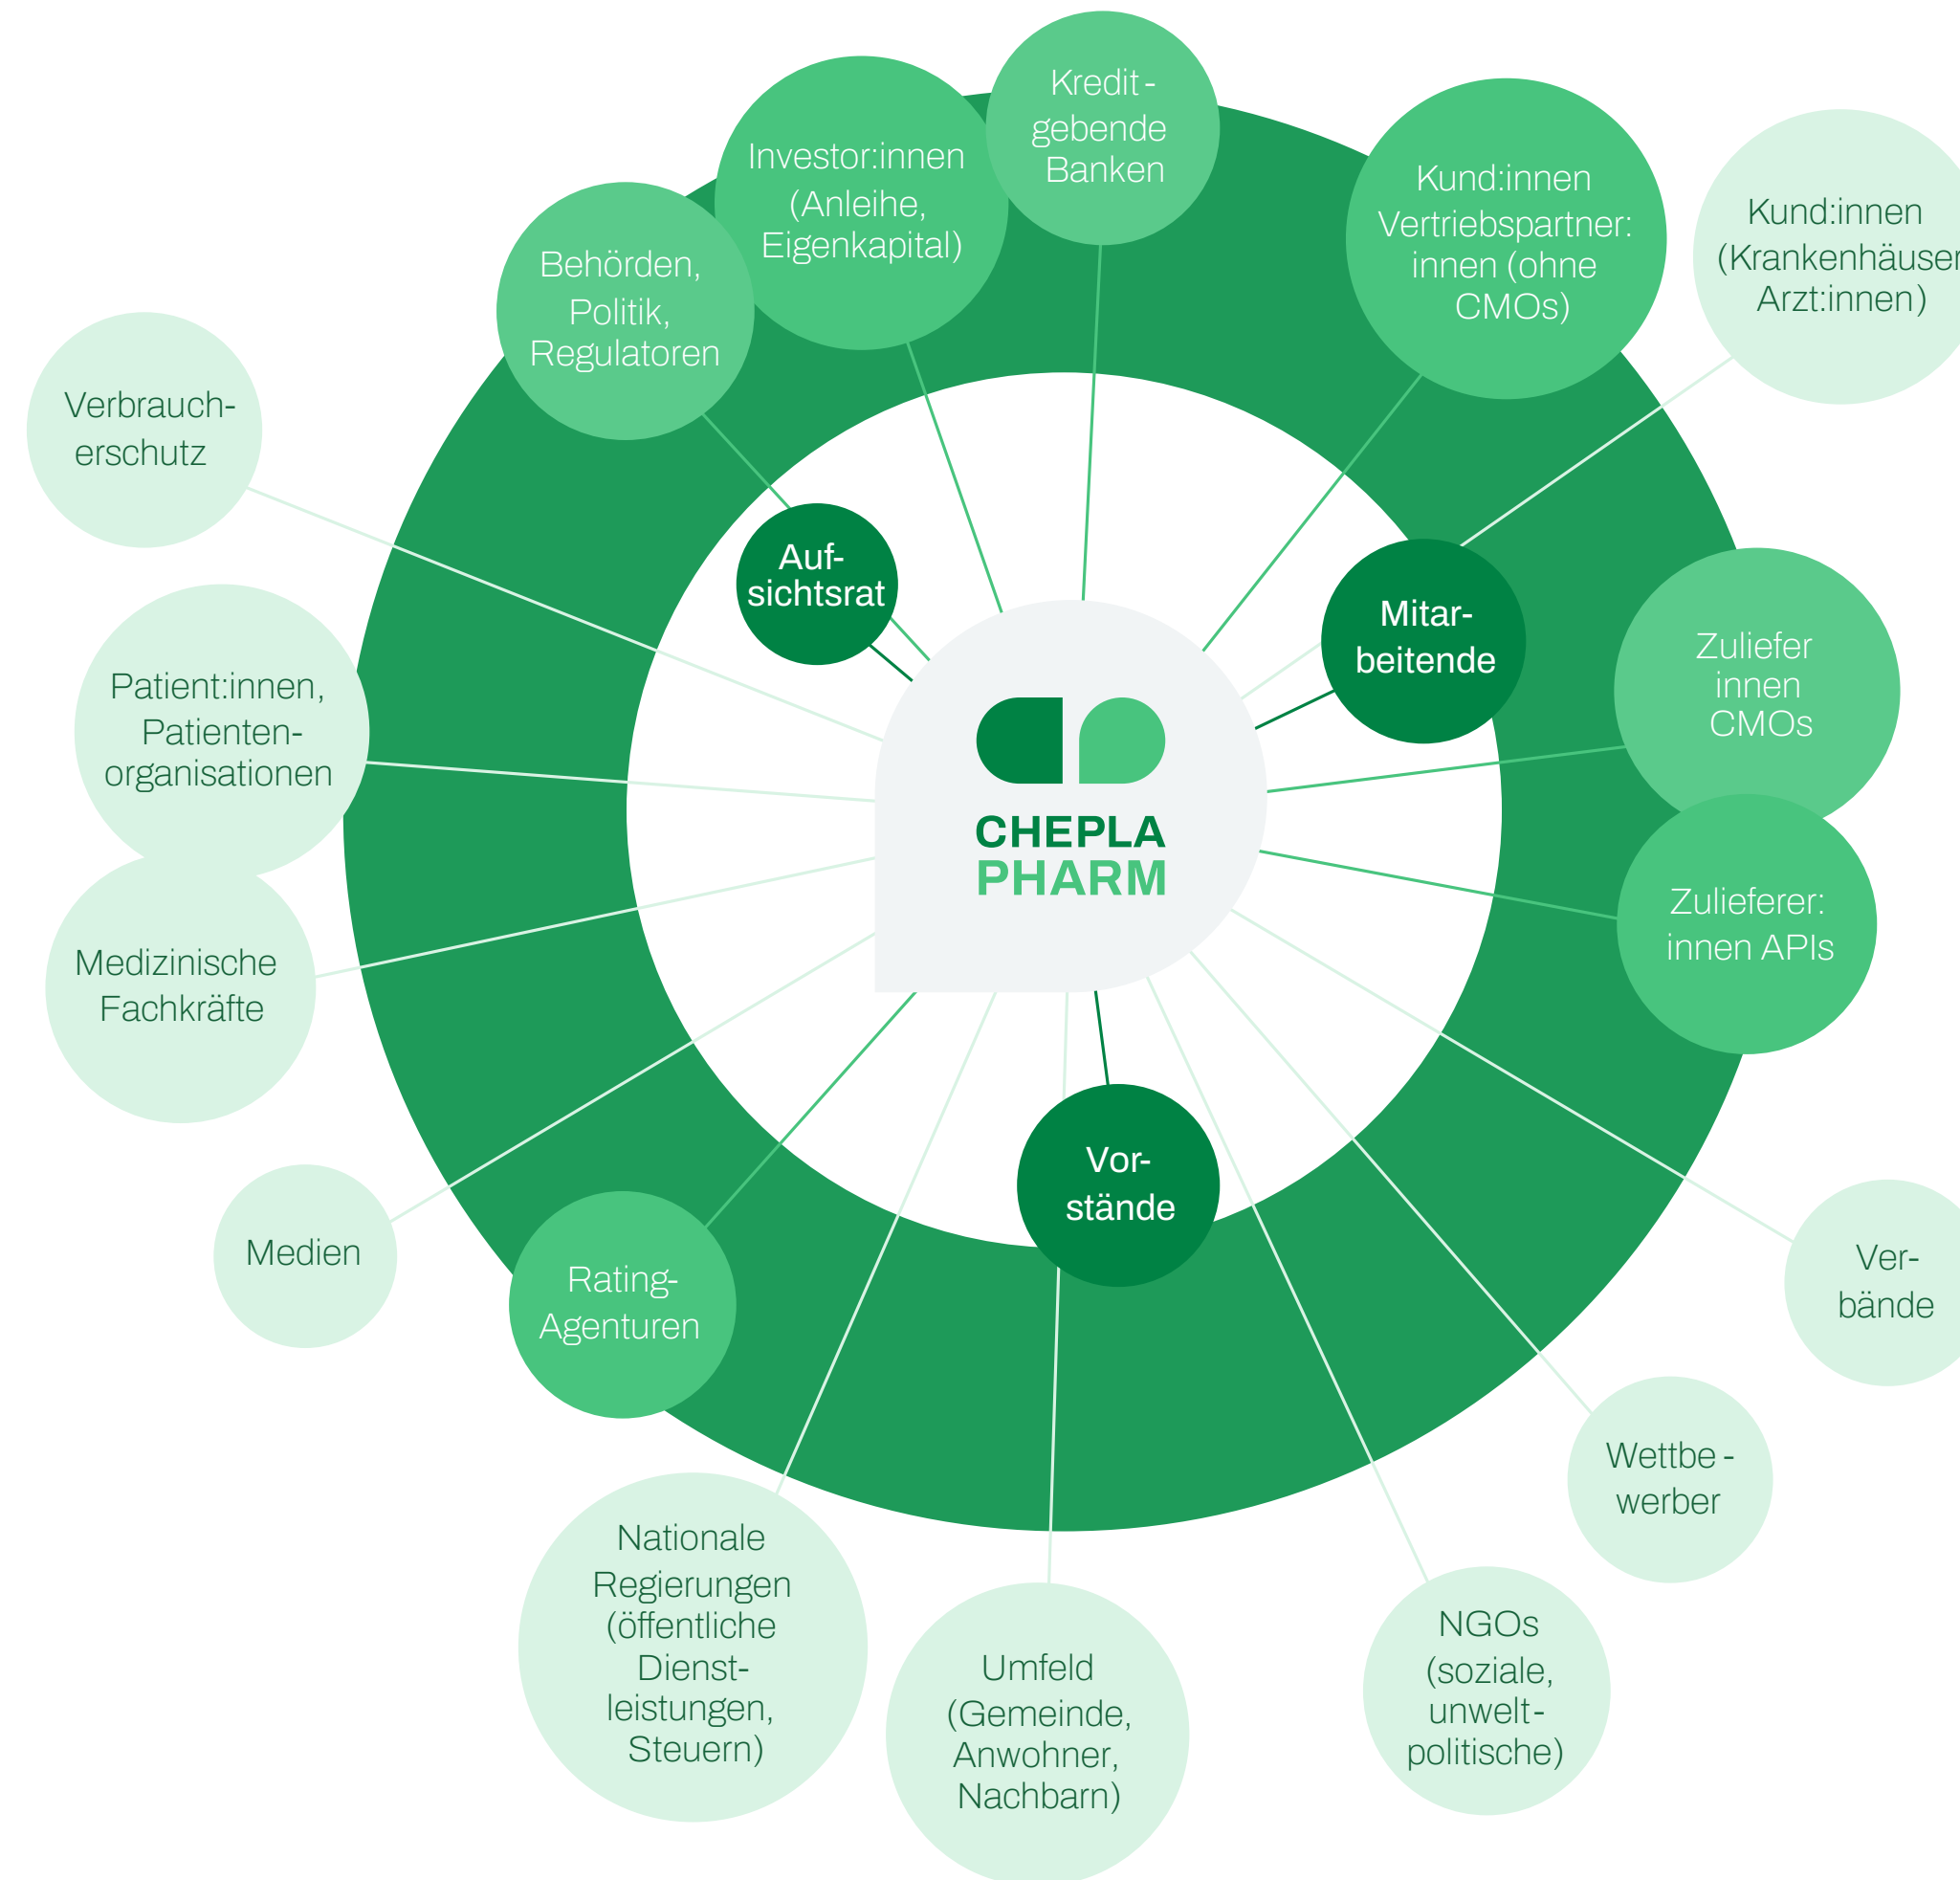 Kredit-
gebende
Banken
Investor:innen
(Anleihe,
Eigenkapital)
Kund:innen
Vertriebspartner:
innen (ohne
CMOs)
Kund:innen
(Krankenhäuser
Arzt:innen)
Behörden,
Politik,
Regulatoren
Verbrauch-
erschutz
Auf-
sichtsrat
Mitar-
beitende
Zuliefer
innen
CMOs
Patient:innen,
Patienten-
organisationen
CHEPLA
PHARM
Zulieferer:
innen APIs
Medizinische
Fachkräfte
Vor-
stände
Medien
Rating-
Agenturen
Ver-
bände
Wettbe-
werber
Nationale
Regierungen
(öffentliche
Dienst-
leistungen,
Steuern)
Umfeld
(Gemeinde,
Anwohner,
Nachbarn)
NGOs
(soziale,
unwelt-
politische)